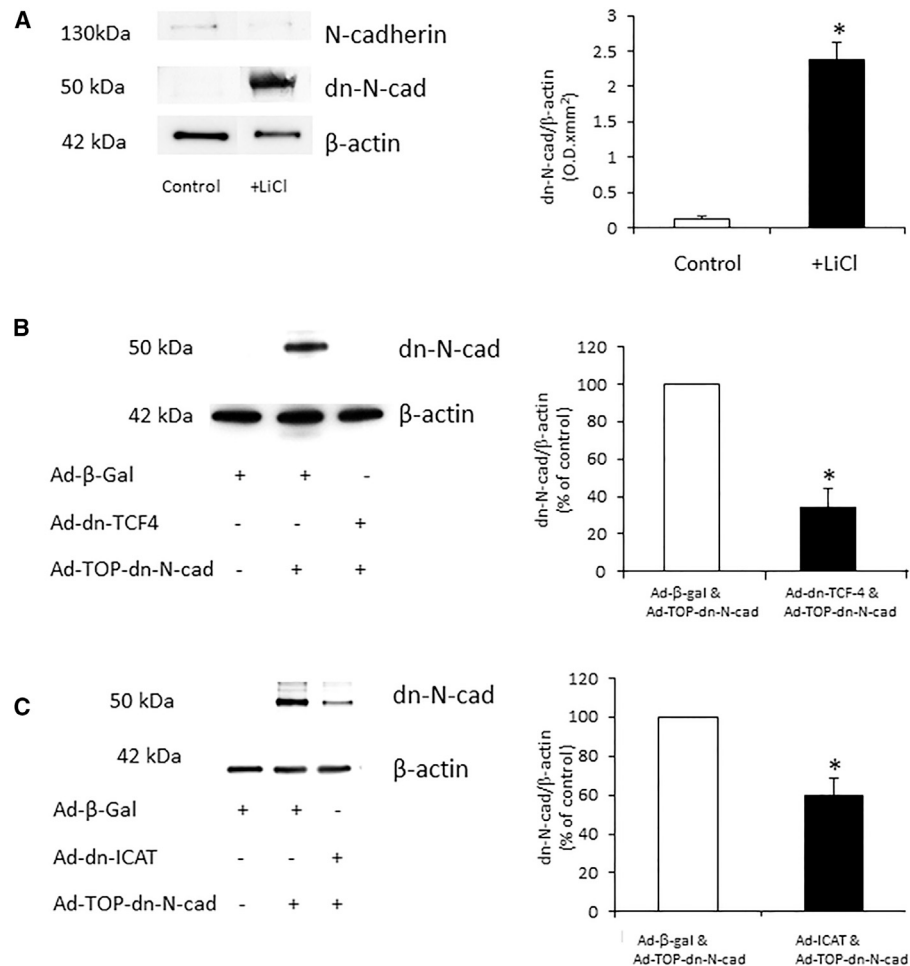 A
130kDa
N-cadherin
50 kDa
dn-N-cad
42 kDa
β-actin
Control +LiCl
dn-N-cad/β-actin
(O.D.xmm²)
3
2.5
2
1.5
1
0.5
0
*
Control +LiCl
B
50 kDa
dn-N-cad
42 kDa
β-actin
Ad-β-Gal + + -
Ad-dn-TCF4 - - +
Ad-TOP-dn-N-cad - + +
dn-N-cad/β-actin
(% of control)
120
100
80
60
40
20
0
*
Ad-β-gal & Ad-dn-TCF-4 &
Ad-TOP-dn-N-cad Ad-TOP-dn-N-cad
C
50 kDa
dn-N-cad
42 kDa
β-actin
Ad-β-Gal + + -
Ad-dn-ICAT - - +
Ad-TOP-dn-N-cad - + +
dn-N-cad/β-actin
(% of control)
120
100
80
60
40
20
0
*
Ad-β-gal & Ad-ICAT &
Ad-TOP-dn-N-cad Ad-TOP-dn-N-cad